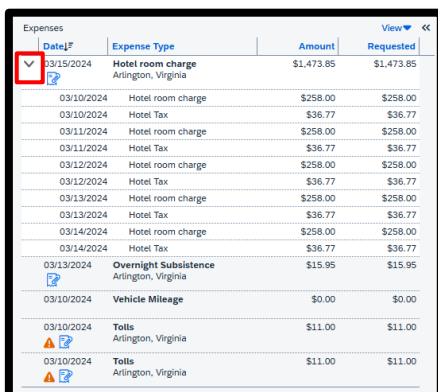 Expenses View «
Date Expense Type Amount Requested
03/15/2024 Hotel room charge $1,473.85 $1,473.85
Arlington, Virginia
03/10/2024 Hotel room charge $258.00 $258.00
03/10/2024 Hotel Tax $36.77 $36.77
03/11/2024 Hotel room charge $258.00 $258.00
03/11/2024 Hotel Tax $36.77 $36.77
03/12/2024 Hotel room charge $258.00 $258.00
03/12/2024 Hotel Tax $36.77 $36.77
03/13/2024 Hotel room charge $258.00 $258.00
03/13/2024 Hotel Tax $36.77 $36.77
03/14/2024 Hotel room charge $258.00 $258.00
03/14/2024 Hotel Tax $36.77 $36.77
03/13/2024 Overnight Subsistence $15.95 $15.95
Arlington, Virginia
03/10/2024 Vehicle Mileage $0.00 $0.00
03/10/2024 Tolls $11.00 $11.00
Arlington, Virginia
03/10/2024 Tolls $11.00 $11.00
Arlington, Virginia